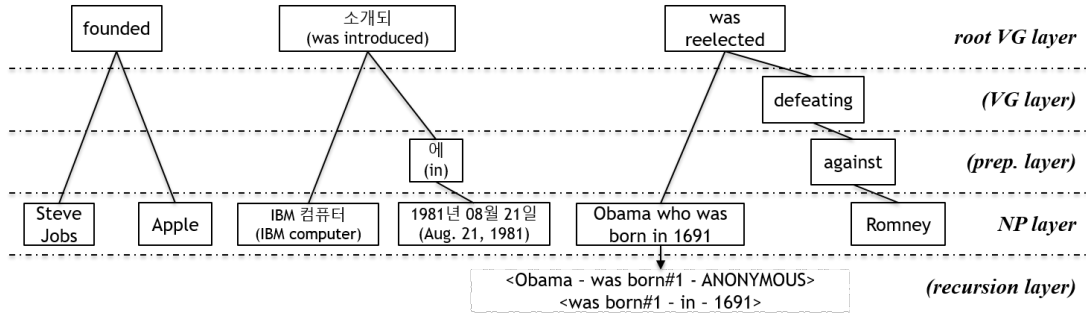 founded
소개되
(was introduced)
was
reelected
root VG layer
defeating
(VG layer)
에
(in)
against
(prep. layer)
Steve
Jobs
Apple
IBM 컴퓨터
(IBM computer)
1981년 08월 21일
(Aug. 21, 1981)
Obama who was
born in 1691
Romney
NP layer
<Obama - was born#1 - ANONYMOUS>
<was born#1 - in - 1691>
(recursion layer)